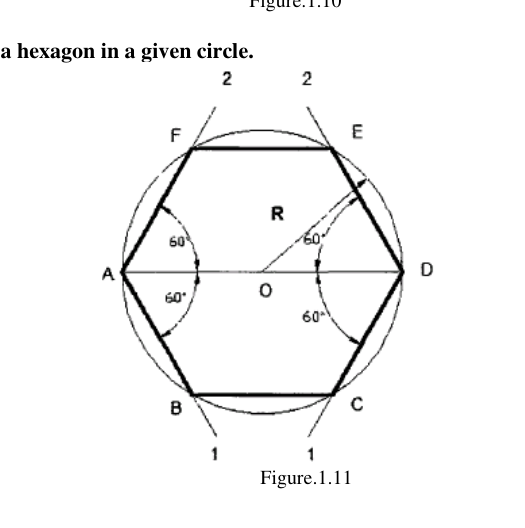 Figure.1.10
a hexagon in a given circle.
2 2
F E
R
60° 60°
A D
O
60° 60°
B C
1 1
Figure.1.11